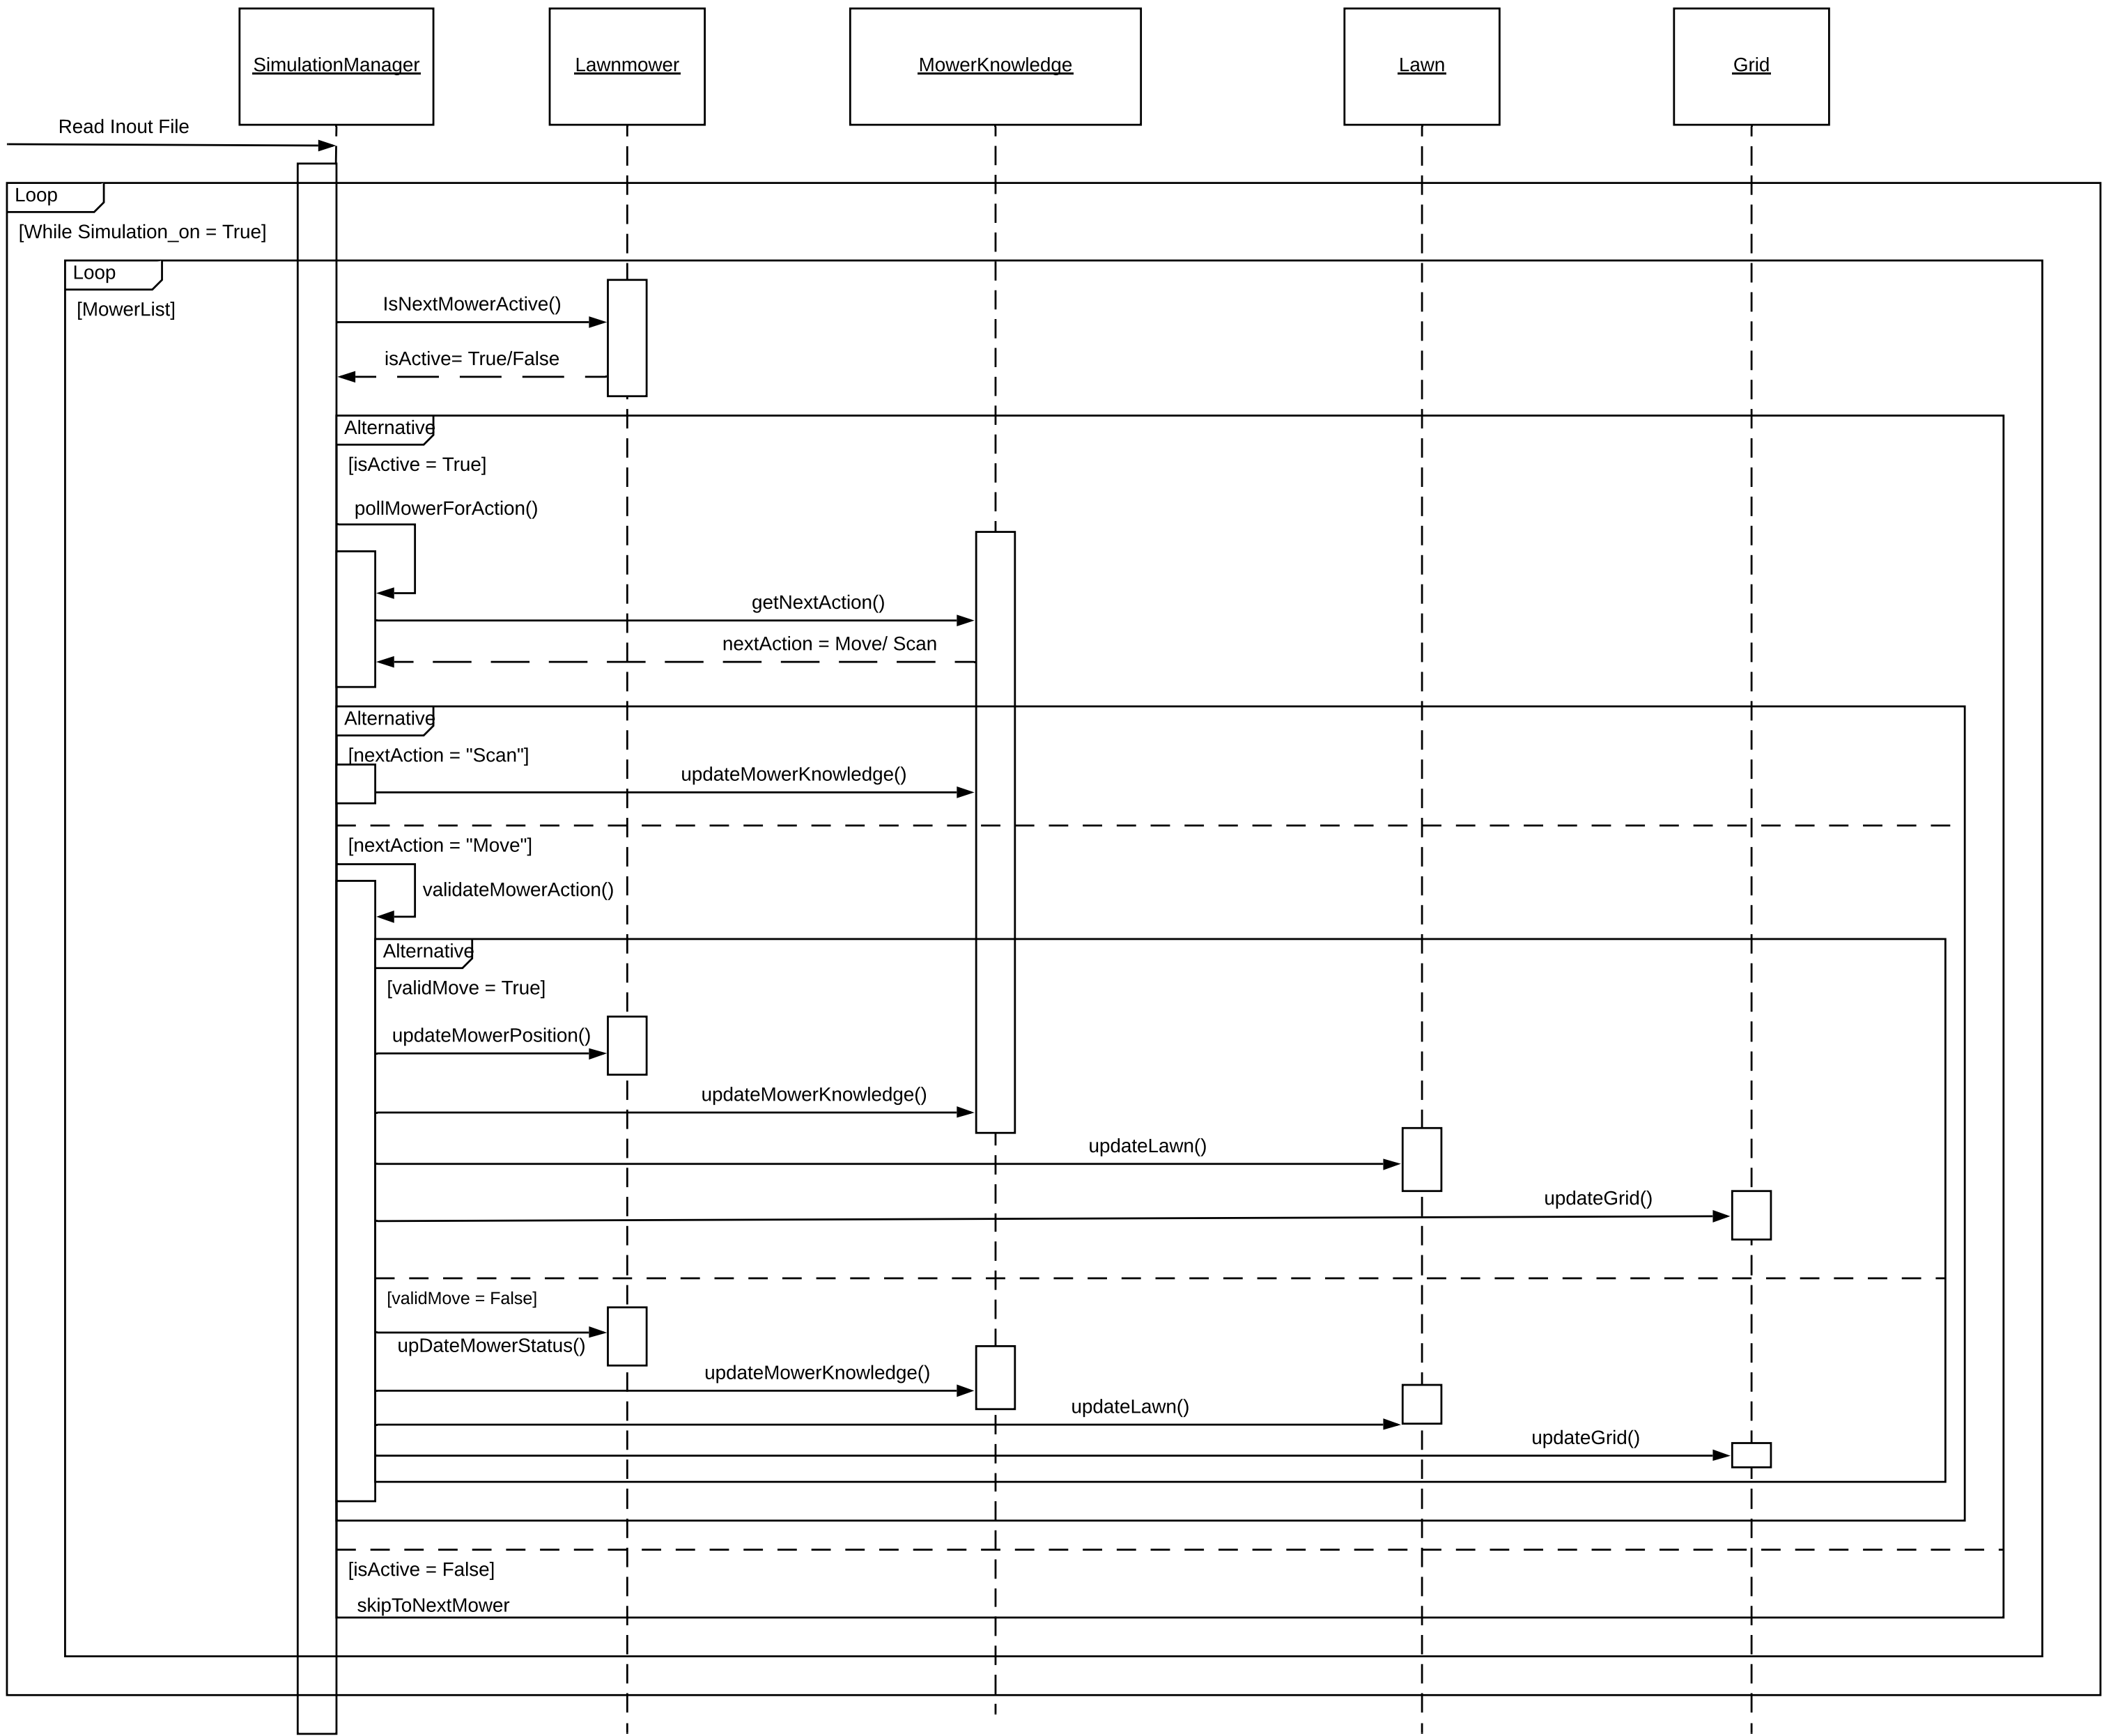 SimulationManager
Lawnmower
MowerKnowledge
Lawn
Grid
Read Inout File
Loop
[While Simulation_on = True]
Loop
[MowerList]
IsNextMowerActive()
isActive= True/False
Alternative
[isActive = True]
pollMowerForAction()
getNextAction()
nextAction = Move/ Scan
Alternative
[nextAction = "Scan"]
updateMowerKnowledge()
[nextAction = "Move"]
validateMowerAction()
Alternative
[validMove = True]
updateMowerPosition()
updateMowerKnowledge()
updateLawn()
updateGrid()
[validMove = False]
upDateMowerStatus()
updateMowerKnowledge()
updateLawn()
updateGrid()
[isActive = False]
skipToNextMower